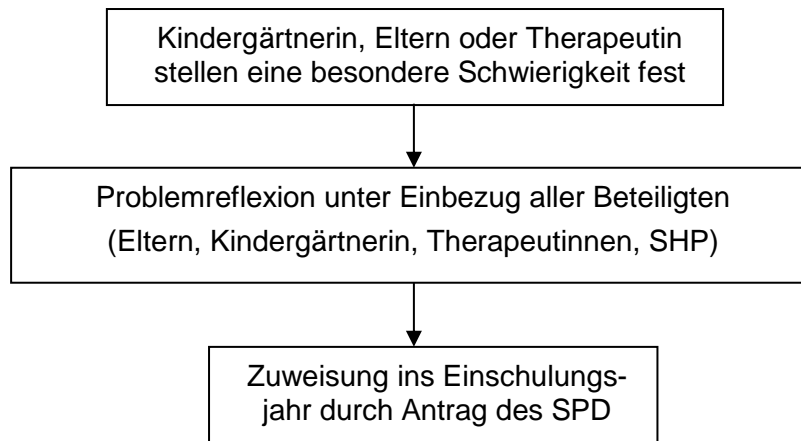 Kindergärtnerin, Eltern oder Therapeutin
stellen eine besondere Schwierigkeit fest
Problemreflexion unter Einbezug aller Beteiligten
(Eltern, Kindergärtnerin, Therapeutinnen, SHP)
Zuweisung ins Einschulungs-
jahr durch Antrag des SPD